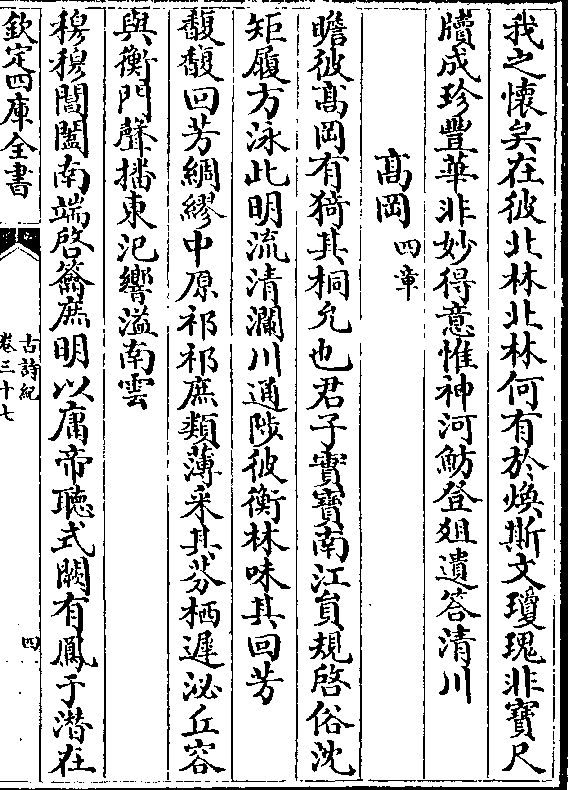 我之懷矣在彼北林北林何有於煥斯文瓊瑰非寶尺
牘成珍豐華非妙得意惟神河魴登俎遺答清川
髙岡四章
瞻彼髙岡有猗其桐允也君子實寶南江貟規啓俗沈
矩履方泳此明流清瀾川通陟彼衡林味其回芳
馥馥回芳綢繆中原祁祁庶類薄采其芬栖遲泌丘容
與衡門聲播東汜響溢南雲
穆穆閶闔南端啓籥庶明以庸帝聽式闕有鳳于潜在
欽定四庫全書
古詩紀
卷三十七
四